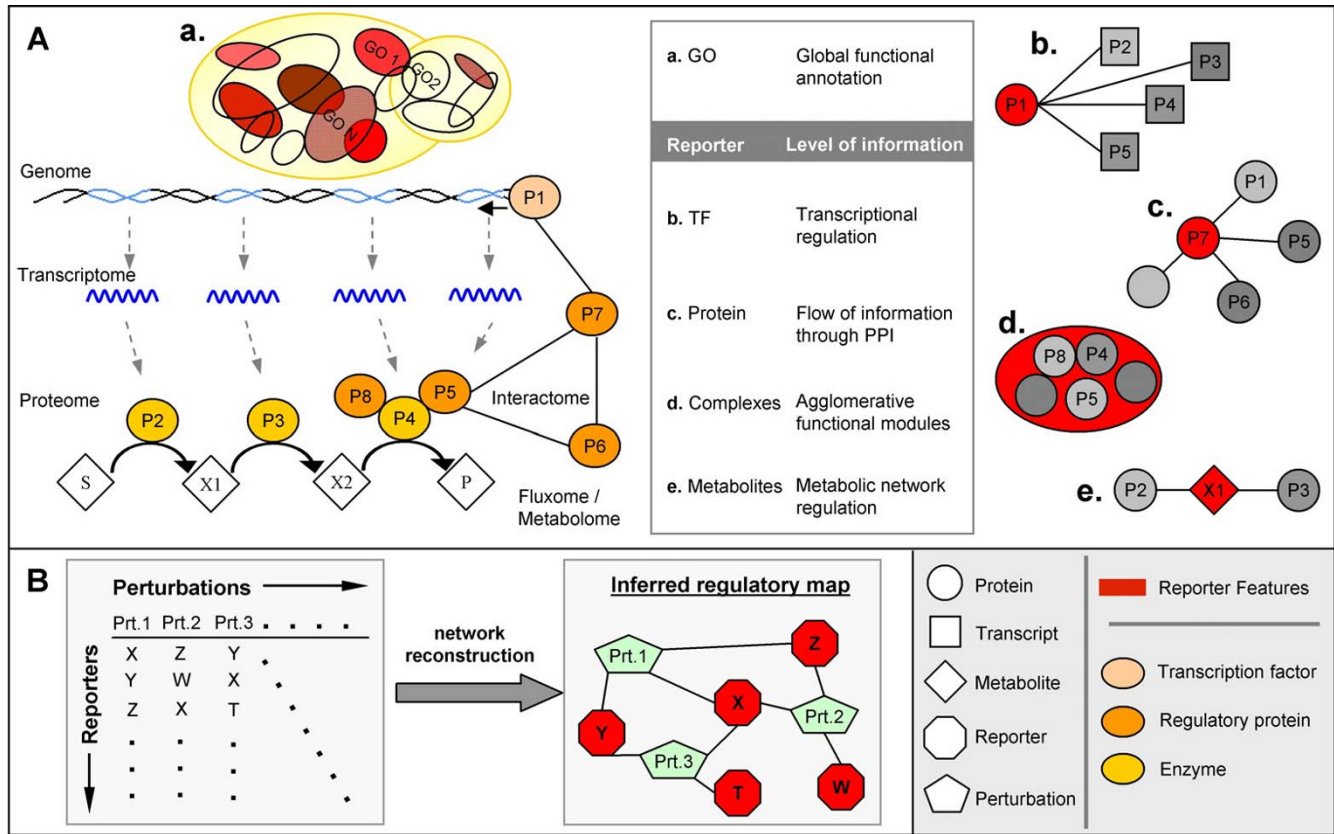 A
a.
GO 1
GO2
GO N
Genome
P1
Transcriptome
P7
Proteome
P2
P3
P8
P4
P5
Interactome
P6
S
X1
X2
P
Fluxome /
Metabolome
a. GO
Global functional
annotation
Reporter
Level of information
b. TF
Transcriptional
regulation
c. Protein
Flow of information
through PPI
d. Complexes
Agglomerative
functional modules
e. Metabolites
Metabolic network
regulation
b.
P2
P3
P1
P4
P5
c.
P1
P7
P5
P6
d.
P8
P4
P5
e.
P2
X1
P3
B
Perturbations
Prt.1 Prt.2 Prt.3 . . . .
X Z Y
Y W X
Z X T
Reporters
network
reconstruction
Inferred regulatory map
Prt.1
Z
X
Prt.2
Y
Prt.3
T
W
Protein
Transcript
Metabolite
Reporter
Perturbation
Reporter Features
Transcription factor
Regulatory protein
Enzyme